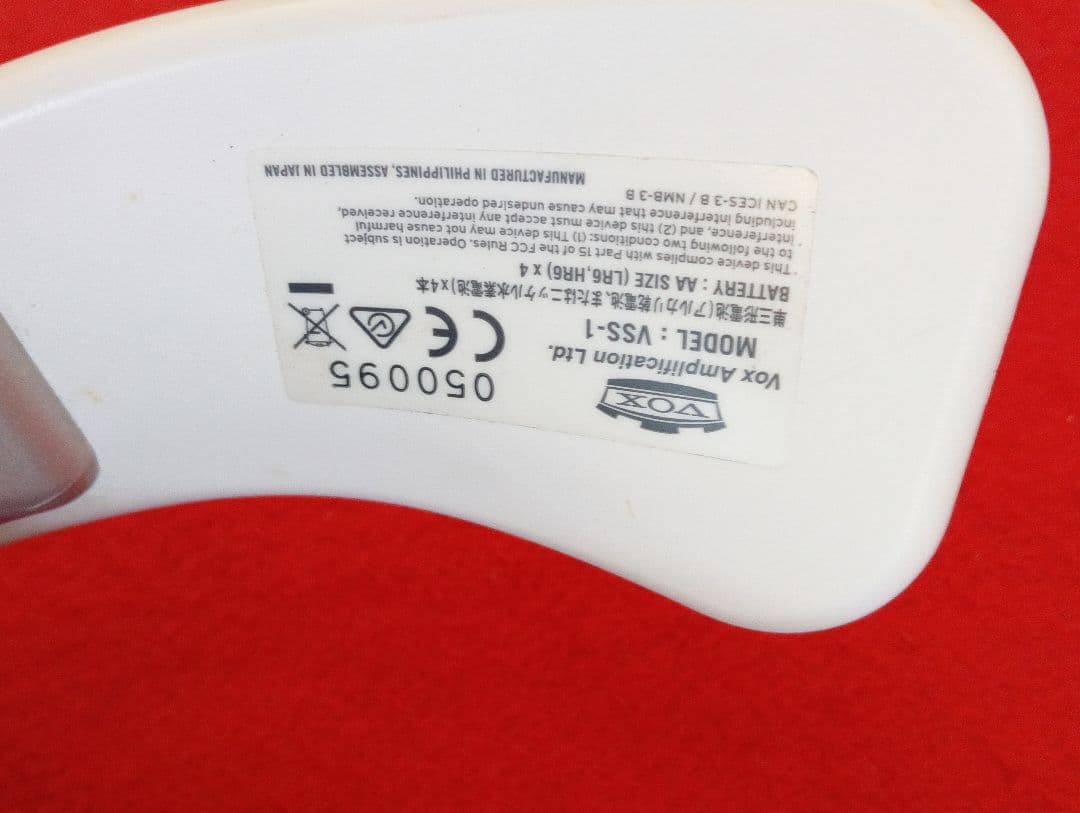 VOX
050095
Vox Amplification Ltd.
MODEL : VSS-1
CE
単三形電池(アルカリ乾電池、またはニッケル水素電池)x4本
BATTERY : AA SIZE (LR6,HR6) x 4
This device complies with Part 15 of the FCC Rules. Operation is subject
to the following two conditions: (1) This device may not cause harmful
interference, and (2) this device must accept any interference received,
including interference that may cause undesired operation.
CAN ICES-3 B / NMB-3 B
MANUFACTURED IN PHILIPPINES, ASSEMBLED IN JAPAN